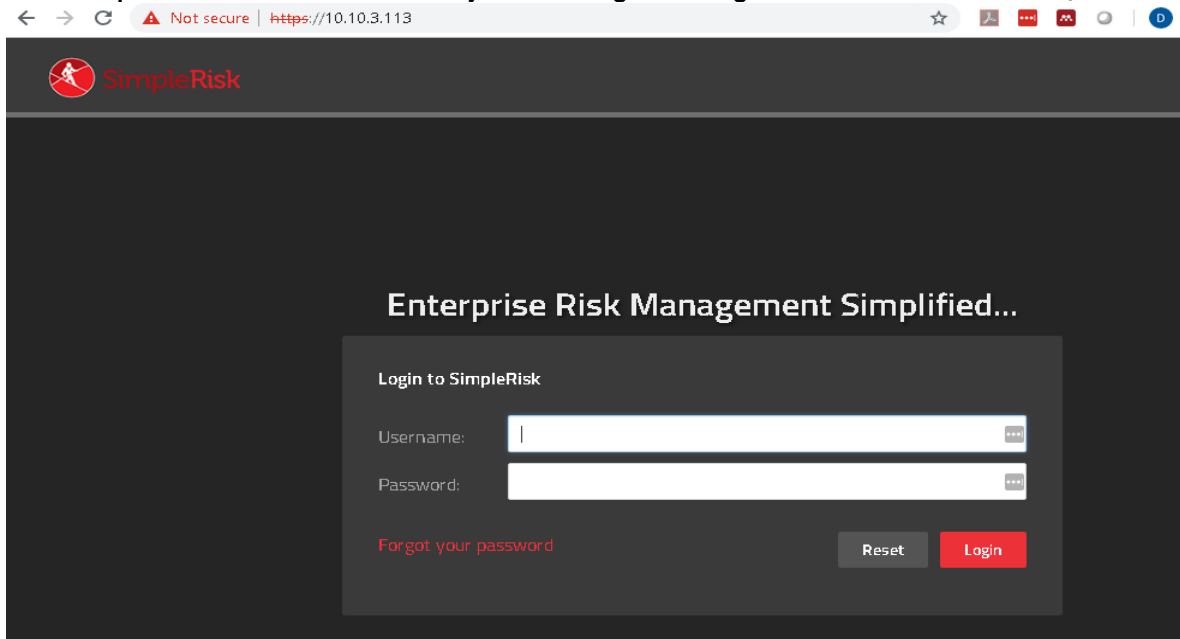 Not secure | https://10.10.3.113
D
SimpleRisk
Enterprise Risk Management Simplified...
Login to SimpleRisk
Username:
Password:
Forgot your password
Reset Login